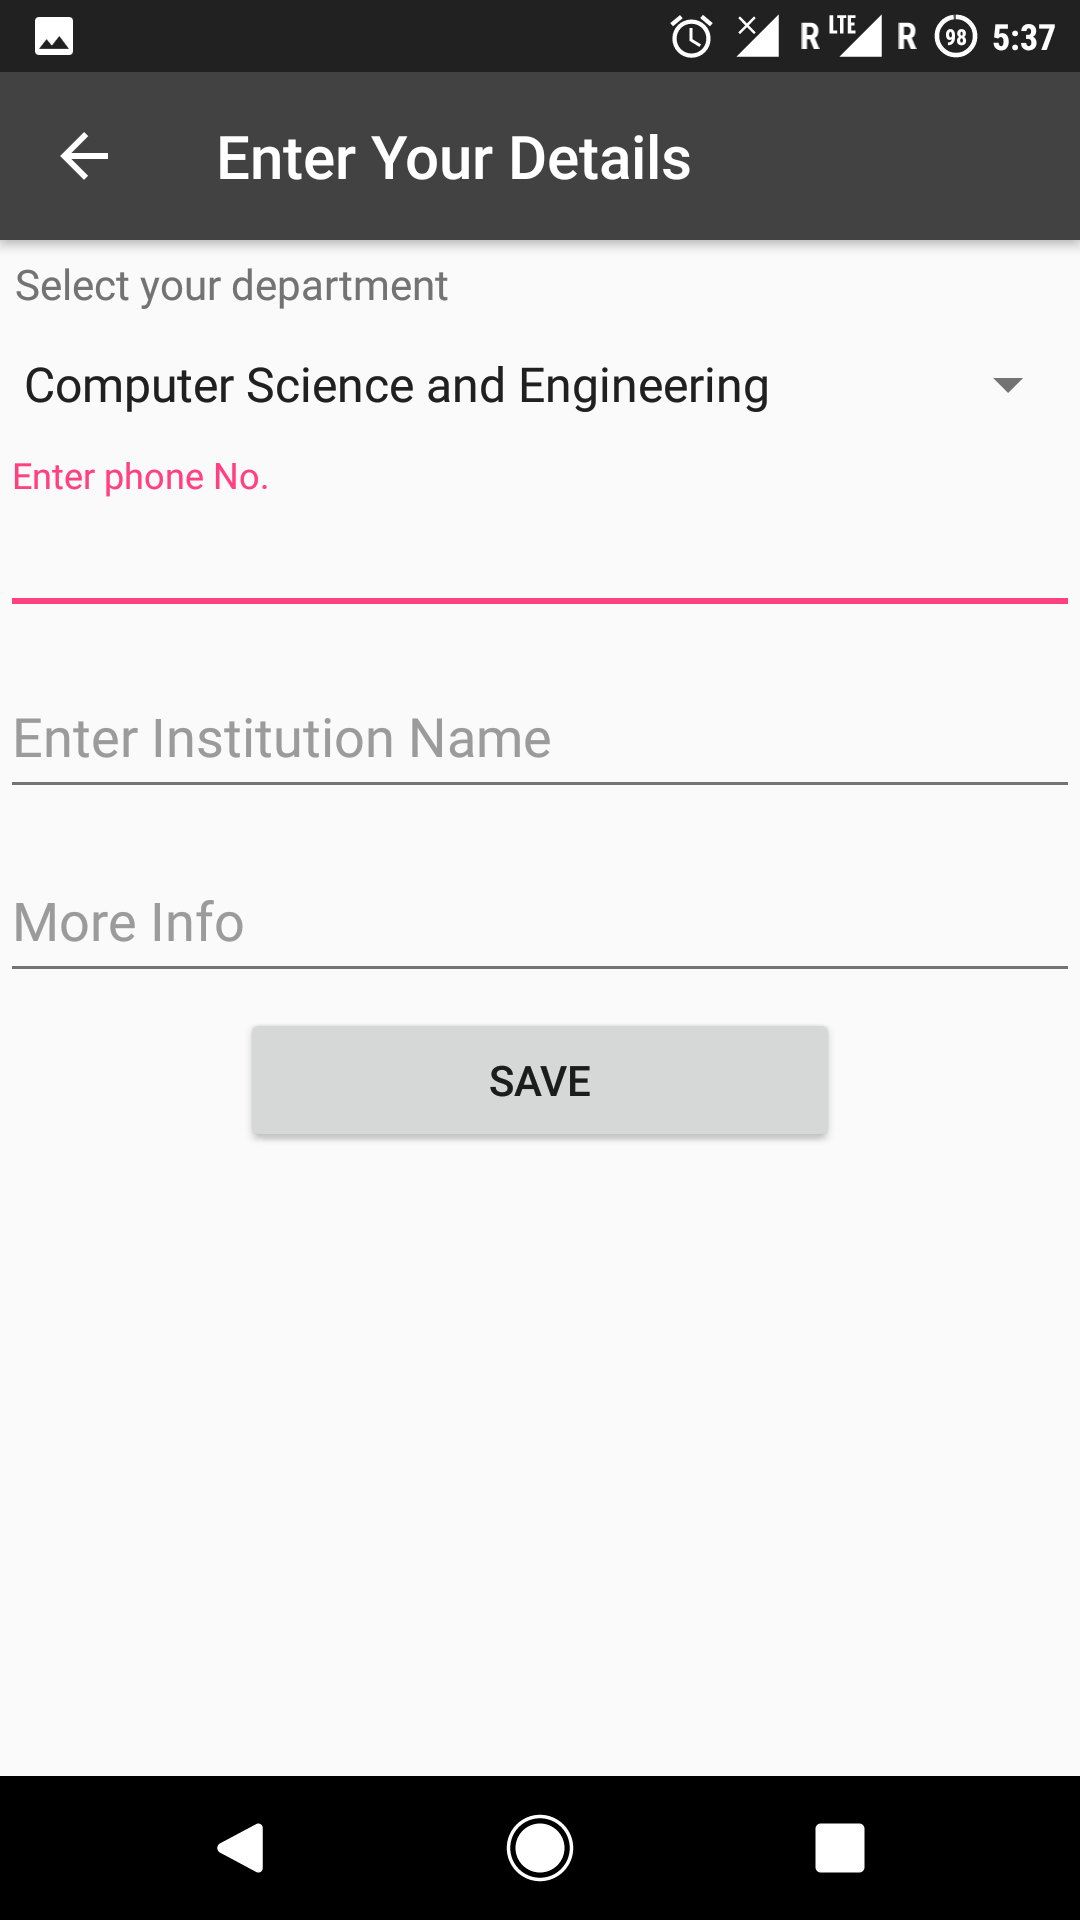 R LTE R 98 5:37
Enter Your Details
Select your department
Computer Science and Engineering
Enter phone No.
Enter Institution Name
More Info
SAVE